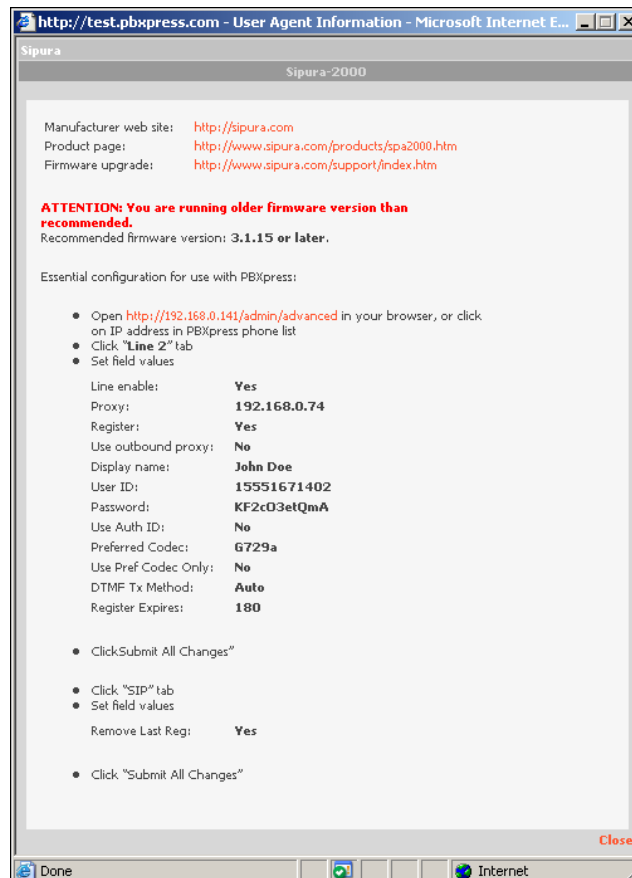 http://test.pbxpress.com - User Agent Information - Microsoft Internet E...
Sipura
Sipura-2000
Manufacturer web site: http://sipura.com
Product page: http://www.sipura.com/products/spa2000.htm
Firmware upgrade: http://www.sipura.com/support/index.htm
ATTENTION: You are running older firmware version than
recommended.
Recommended firmware version: 3.1.15 or later.
Essential configuration for use with PBXpress:
● Open http://192.168.0.141/admin/advanced in your browser, or click
on IP address in PBXpress phone list
● Click "Line 2" tab
● Set field values
Line enable: Yes
Proxy: 192.168.0.74
Register: Yes
Use outbound proxy: No
Display name: John Doe
User ID: 15551671402
Password: KF2cO3etQmA
Use Auth ID: No
Preferred Codec: G729a
Use Pref Codec Only: No
DTMF Tx Method: Auto
Register Expires: 180
● ClickSubmit All Changes"
● Click "SIP" tab
● Set field values
Remove Last Reg: Yes
● Click "Submit All Changes"
Close
Done Internet